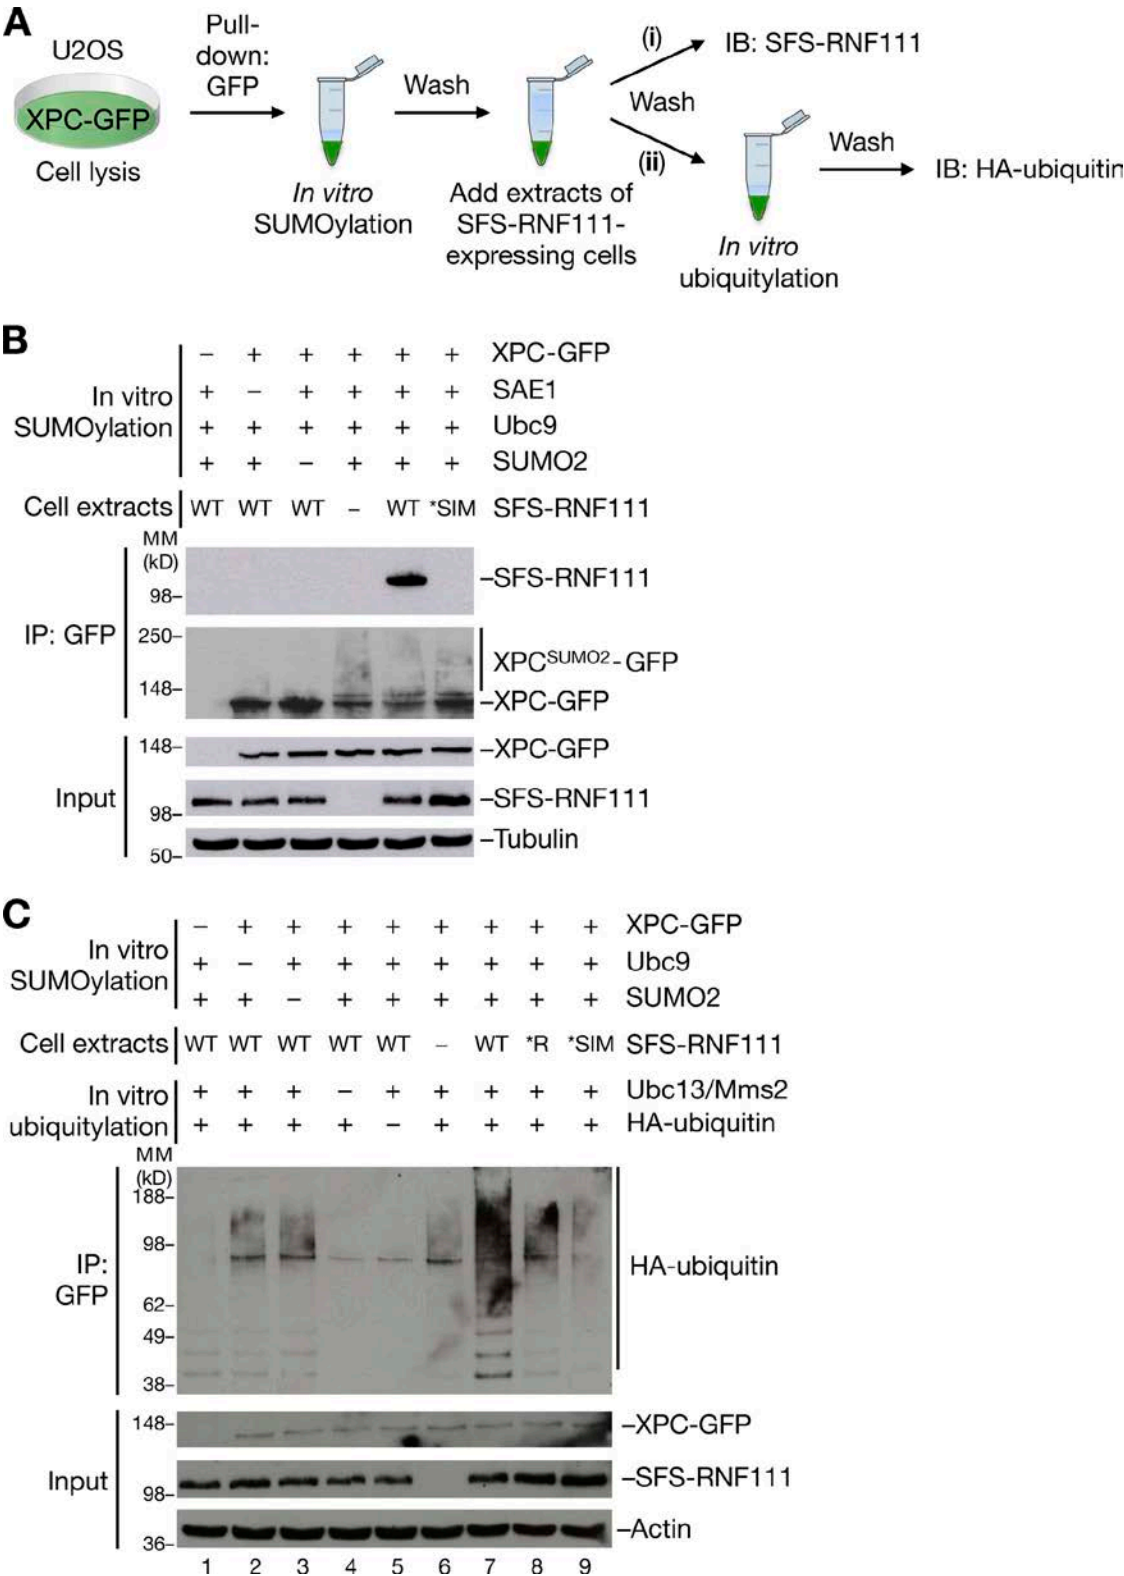 A
U2OS
XPC-GFP
Cell lysis
Pull-
down:
GFP
In vitro
SUMOylation
Wash
Add extracts of
SFS-RNF111-
expressing cells
(i)
Wash
(ii)
IB: SFS-RNF111
In vitro
ubiquitylation
Wash
IB: HA-ubiquitin
B
In vitro
SUMOylation
– + + + + + XPC-GFP
+ – + + + + SAE1
+ + + + + + Ubc9
+ + – + + + SUMO2
Cell extracts WT WT WT – WT *SIM SFS-RNF111
MM
(kD)
IP: GFP
98–
–SFS-RNF111
250–
148–
XPCSUMO2-GFP
–XPC-GFP
Input
148–
–XPC-GFP
98–
–SFS-RNF111
50–
–Tubulin
C
In vitro
SUMOylation
– + + + + + + + + XPC-GFP
+ – + + + + + + + Ubc9
+ + – + + + + + + SUMO2
Cell extracts WT WT WT WT WT – WT *R *SIM SFS-RNF111
In vitro
ubiquitylation
+ + + – + + + + + Ubc13/Mms2
+ + + + – + + + + HA-ubiquitin
MM
(kD)
IP:
GFP
188–
98–
62–
49–
38–
HA-ubiquitin
Input
148–
–XPC-GFP
98–
–SFS-RNF111
36–
–Actin
1 2 3 4 5 6 7 8 9